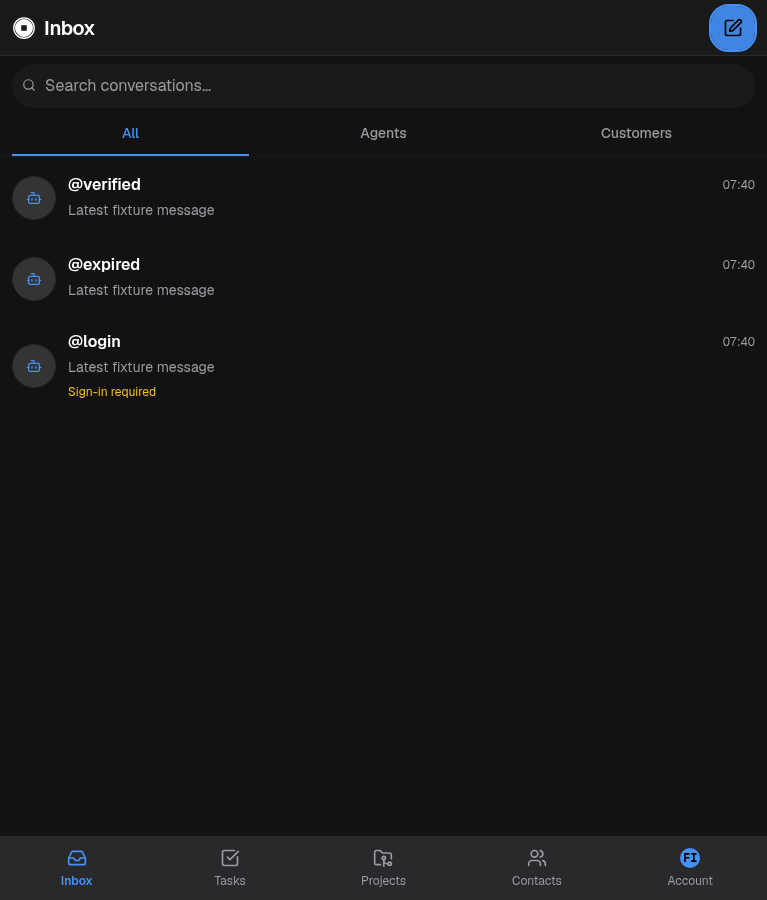 Inbox
Search conversations...
All
Agents
Customers
@verified
07:40
Latest fixture message
@expired
07:40
Latest fixture message
@login
07:40
Latest fixture message
Sign-in required
Inbox
Tasks
Projects
Contacts
FI
Account